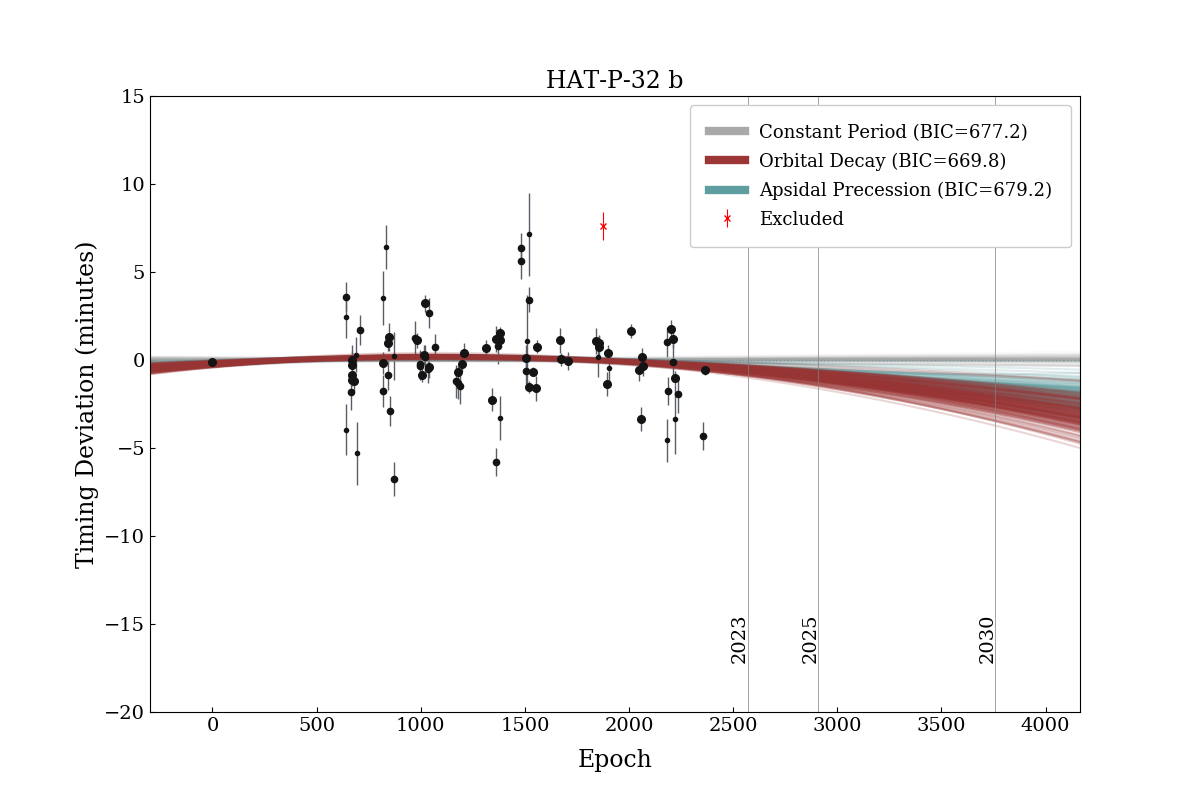 HAT-P-32 b
15
10
5
0
−5
−10
−15
−20
Timing Deviation (minutes)
Constant Period (BIC=677.2)
Orbital Decay (BIC=669.8)
Apsidal Precession (BIC=679.2)
Excluded
2023
2025
2030
0
500
1000
1500
2000
2500
3000
3500
4000
Epoch